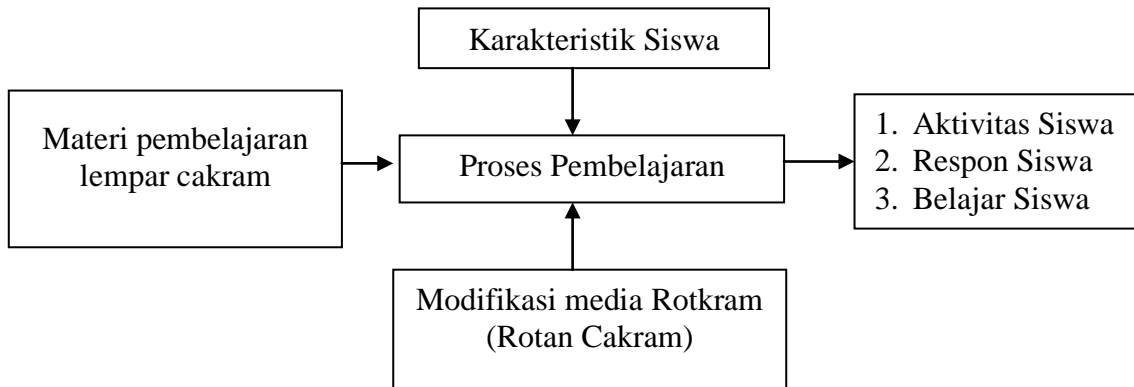 Karakteristik Siswa
Materi pembelajaran
lempar cakram
Proses Pembelajaran
1. Aktivitas Siswa
2. Respon Siswa
3. Belajar Siswa
Modifikasi media Rotkram
(Rotan Cakram)